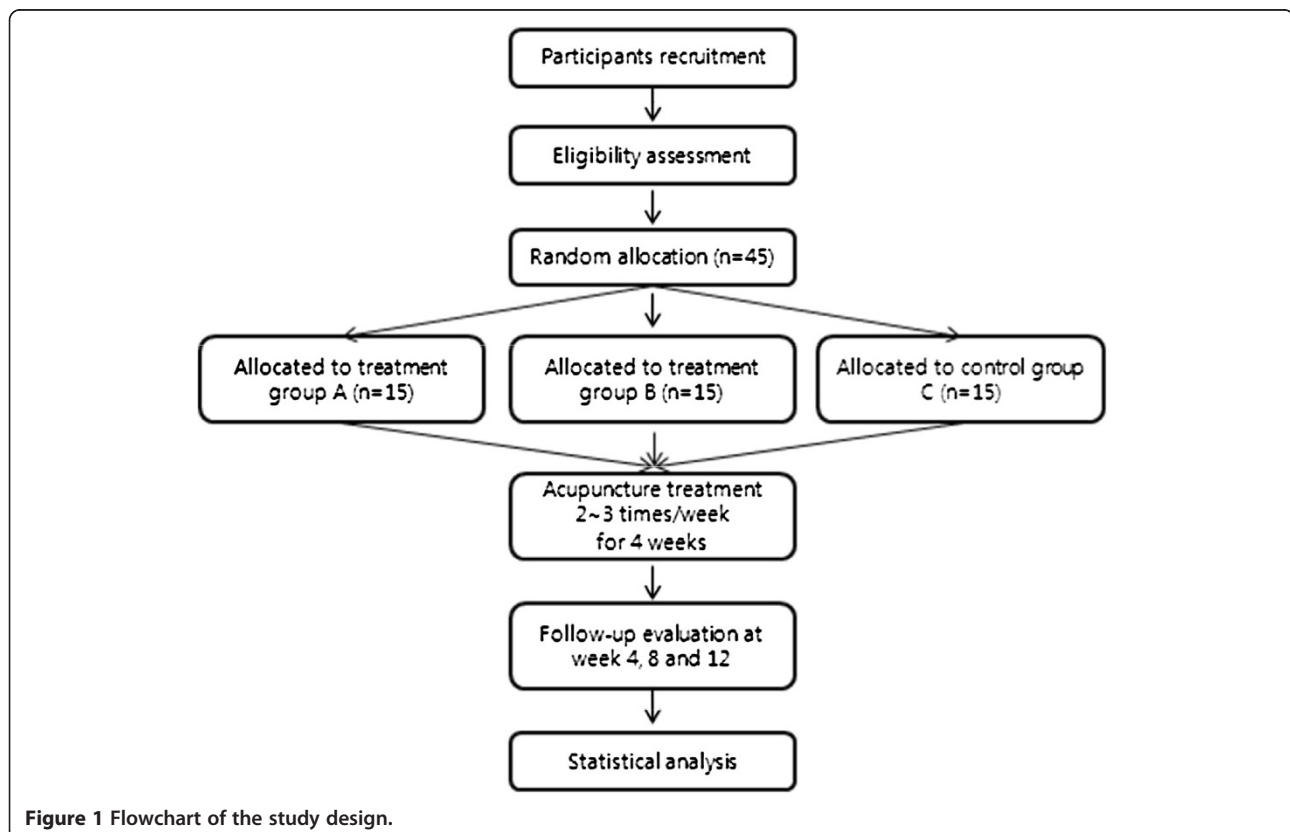 Participants recruitment
Eligibility assessment
Random allocation (n=45)
Allocated to treatment
group A (n=15)
Allocated to treatment
group B (n=15)
Allocated to control group
C (n=15)
Acupuncture treatment
2~3 times/week
for 4 weeks
Follow-up evaluation at
week 4, 8 and 12
Statistical analysis
Figure 1 Flowchart of the study design.